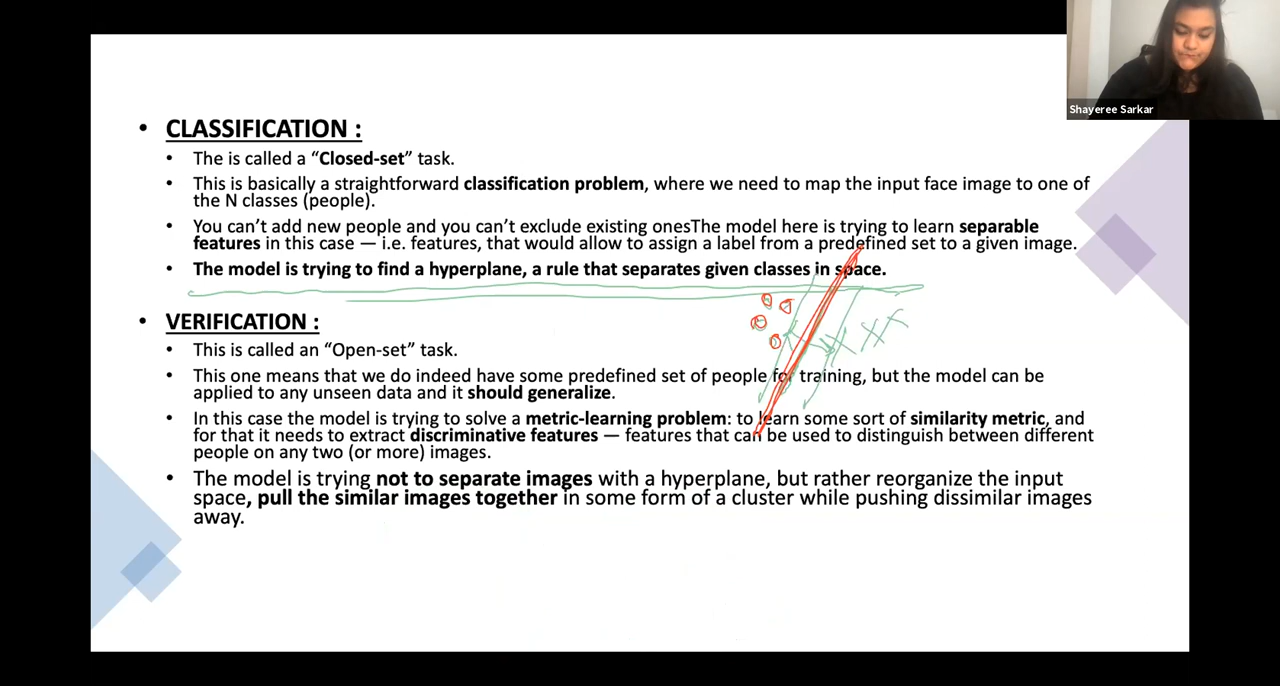 Shayeree Sarkar
• CLASSIFICATION :
• The is called a “Closed-set” task.
• This is basically a straightforward classification problem, where we need to map the input face image to one of
the N classes (people).
• You can’t add new people and you can’t exclude existing onesThe model here is trying to learn separable
features in this case — i.e. features, that would allow to assign a label from a predefined set to a given image.
• The model is trying to find a hyperplane, a rule that separates given classes in space.
• VERIFICATION :
• This is called an “Open-set” task.
• This one means that we do indeed have some predefined set of people for training, but the model can be
applied to any unseen data and it should generalize.
• In this case the model is trying to solve a metric-learning problem: to learn some sort of similarity metric, and
for that it needs to extract discriminative features — features that can be used to distinguish between different
people on any two (or more) images.
• The model is trying not to separate images with a hyperplane, but rather reorganize the input
space, pull the similar images together in some form of a cluster while pushing dissimilar images
away.